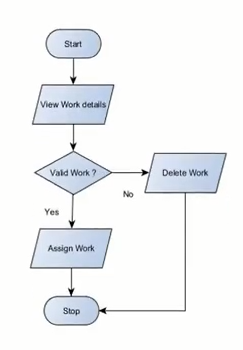 Start
View Work details
Valid Work ?
Delete Work
No
Yes
Assign Work
Stop